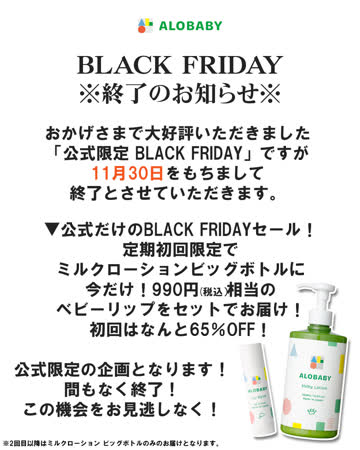 ALOBABY
BLACK FRIDAY
※終了のお知らせ※
おかげさまで大好評いただきました
「公式限定 BLACK FRIDAY」ですが
11月30日をもちまして
終了とさせていただきます。
▼公式だけのBLACK FRIDAYセール！
定期初回限定で
ミルクローションビッグボトルに
今だけ！990円(税込)相当の
ベビーリップをセットでお届け！
初回はなんと65%OFF！
公式限定の企画となります！
間もなく終了！
この機会をお見逃しなく！
ALOBABY
Milky Lotion
ALOBABY
※2回目以降はミルクローション ビッグボトルのみのお届けとなります。